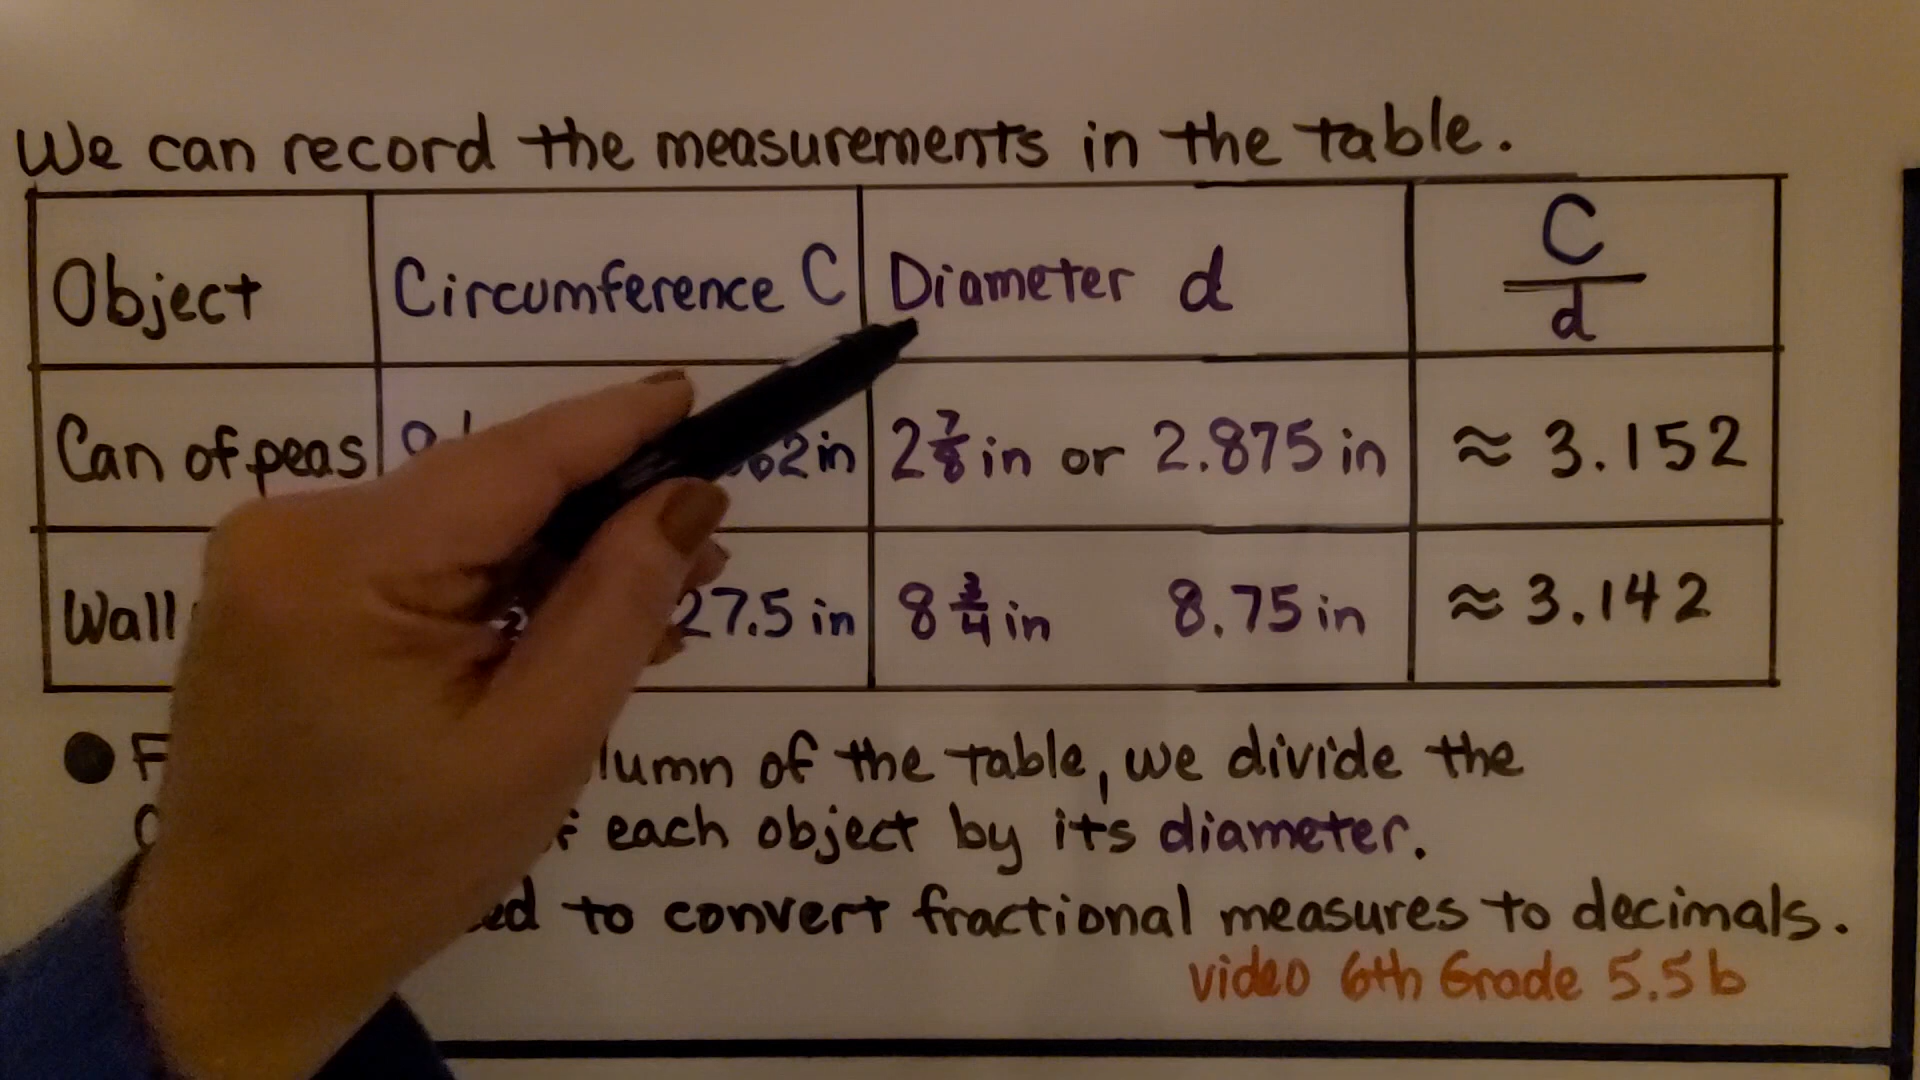 We can record the measurements in the table.
Object Circumference C Diameter d C/d
Can of peas 62 in 2 7/8 in or 2.875 in ≈ 3.152
Wall 27.5 in 8 3/4 in 8.75 in ≈ 3.142
of the table, we divide the
each object by its diameter.
to convert fractional measures to decimals.
video 6th Grade 5.5b